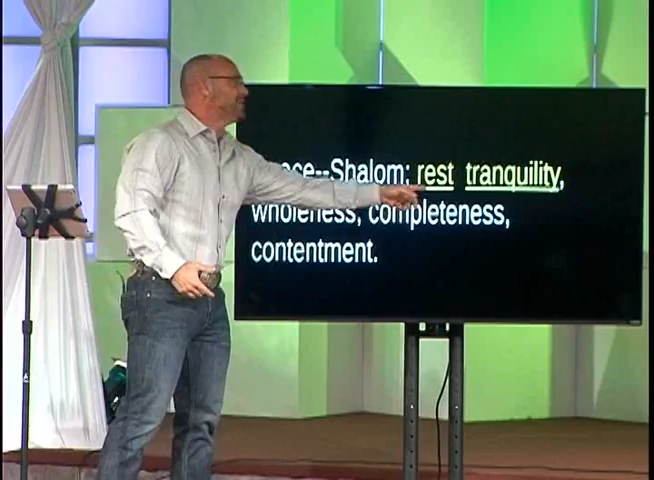 --Shalom; rest tranquility,
wholeness, completeness,
contentment.